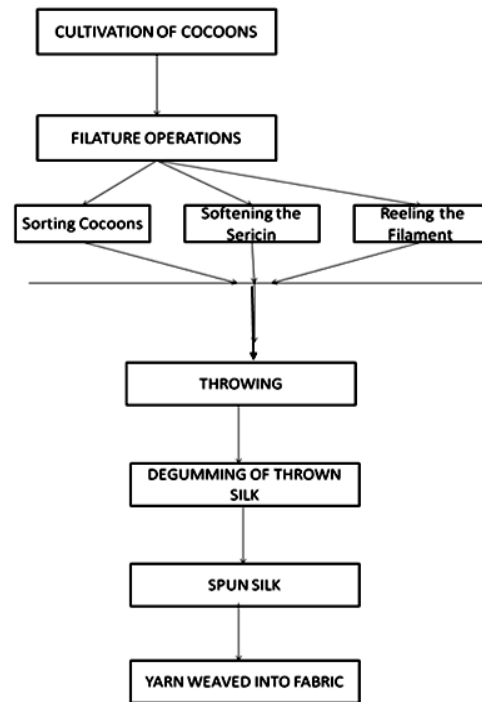 CULTIVATION OF COCOONS
FILATURE OPERATIONS
Sorting Cocoons
Softening the
Sericin
Reeling the
Filament
THROWING
DEGUMMING OF THROWN
SILK
SPUN SILK
YARN WEAVED INTO FABRIC